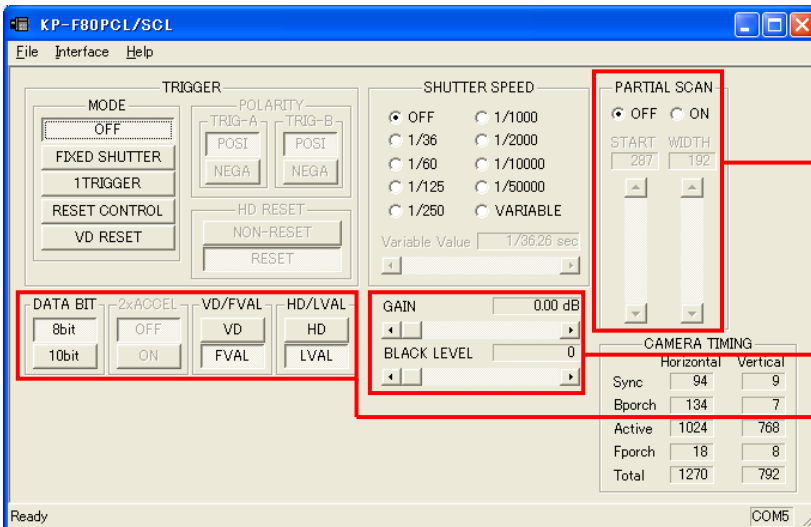 KP-F80PCL/SCL
File Interface Help
TRIGGER
MODE
OFF
FIXED SHUTTER
1TRIGGER
RESET CONTROL
VD RESET
POLARITY
TRIG-A TRIG-B
POSI POSI
NEGA NEGA
HD RESET
NON-RESET
RESET
SHUTTER SPEED
OFF 1/1000
1/36 1/2000
1/60 1/10000
1/125 1/50000
1/250 VARIABLE
Variable Value 1/36.26 sec
PARTIAL SCAN
OFF ON
START WIDTH
287 192
DATA BIT
8bit
10bit
2xACCEL
OFF
ON
VD/FVAL
VD
FVAL
HD/LVAL
HD
LVAL
GAIN 0.00 dB
BLACK LEVEL 0
CAMERA TIMING
Horizontal Vertical
Sync 94 9
Bporch 134 7
Active 1024 768
Fporch 18 8
Total 1270 792
Ready COM5